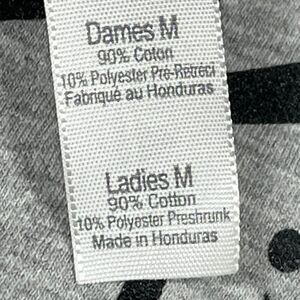 Dames M
90% Coton
10% Polyester Pré-Rétréci
Fabriqué au Honduras
Ladies M
90% Cotton
10% Polyester Preshrunk
Made in Honduras